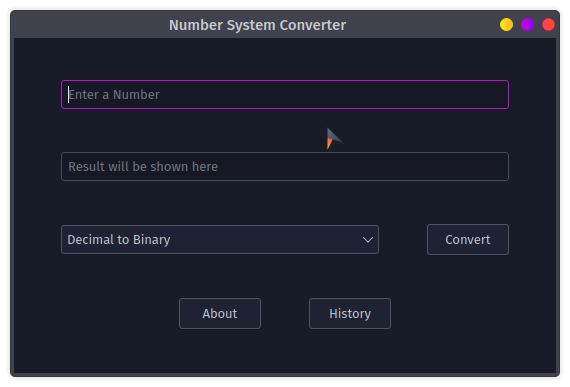 Number System Converter
Enter a Number
Result will be shown here
Decimal to Binary
Convert
About
History